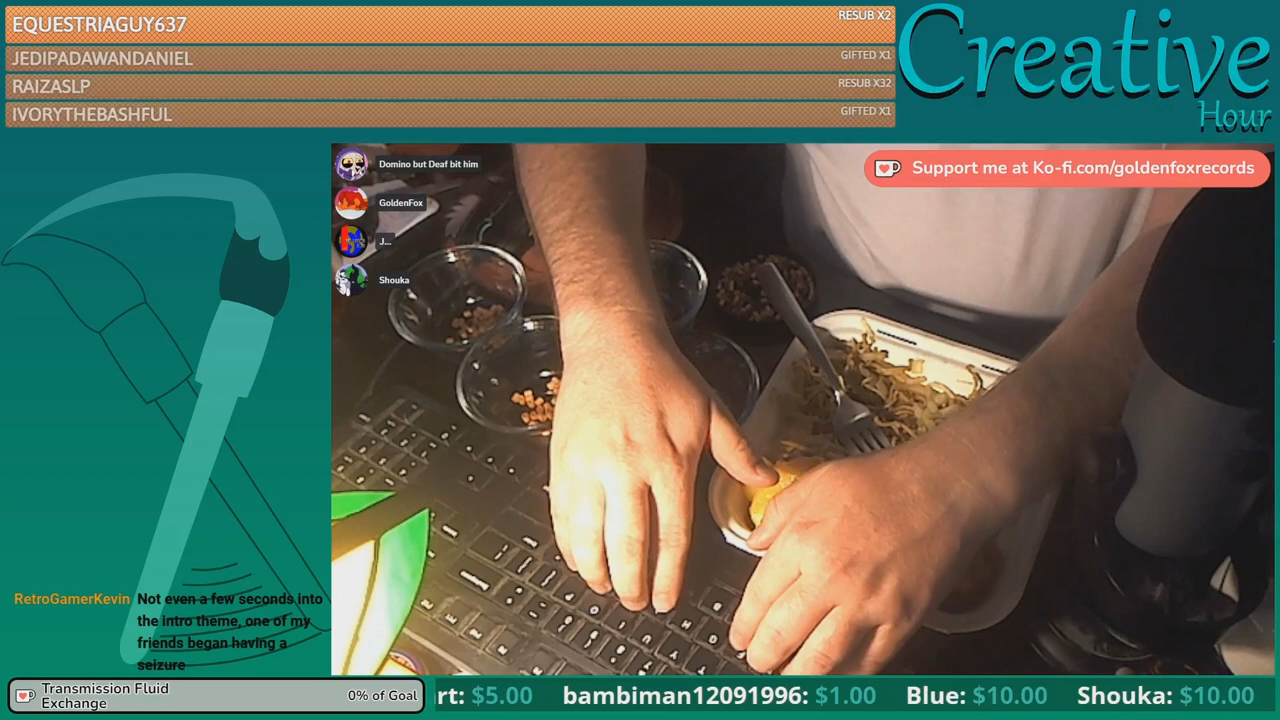 EQUESTRIAGUY637 RESUB X2
JEDIPADAWANDANIEL GIFTED X1
RAIZASLP RESUB X32
IVORYTHEBASHFUL GIFTED X1
Creative
Hour
Support me at Ko-fi.com/goldenfoxrecords
Domino but Deaf bit him
GoldenFox
J...
Shouka
RetroGamerKevin Not even a few seconds into
the intro theme, one of my
friends began having a
seizure
Transmission Fluid
Exchange
0% of Goal
rt: $5.00 bambiman12091996: $1.00 Blue: $10.00 Shouka: $10.00